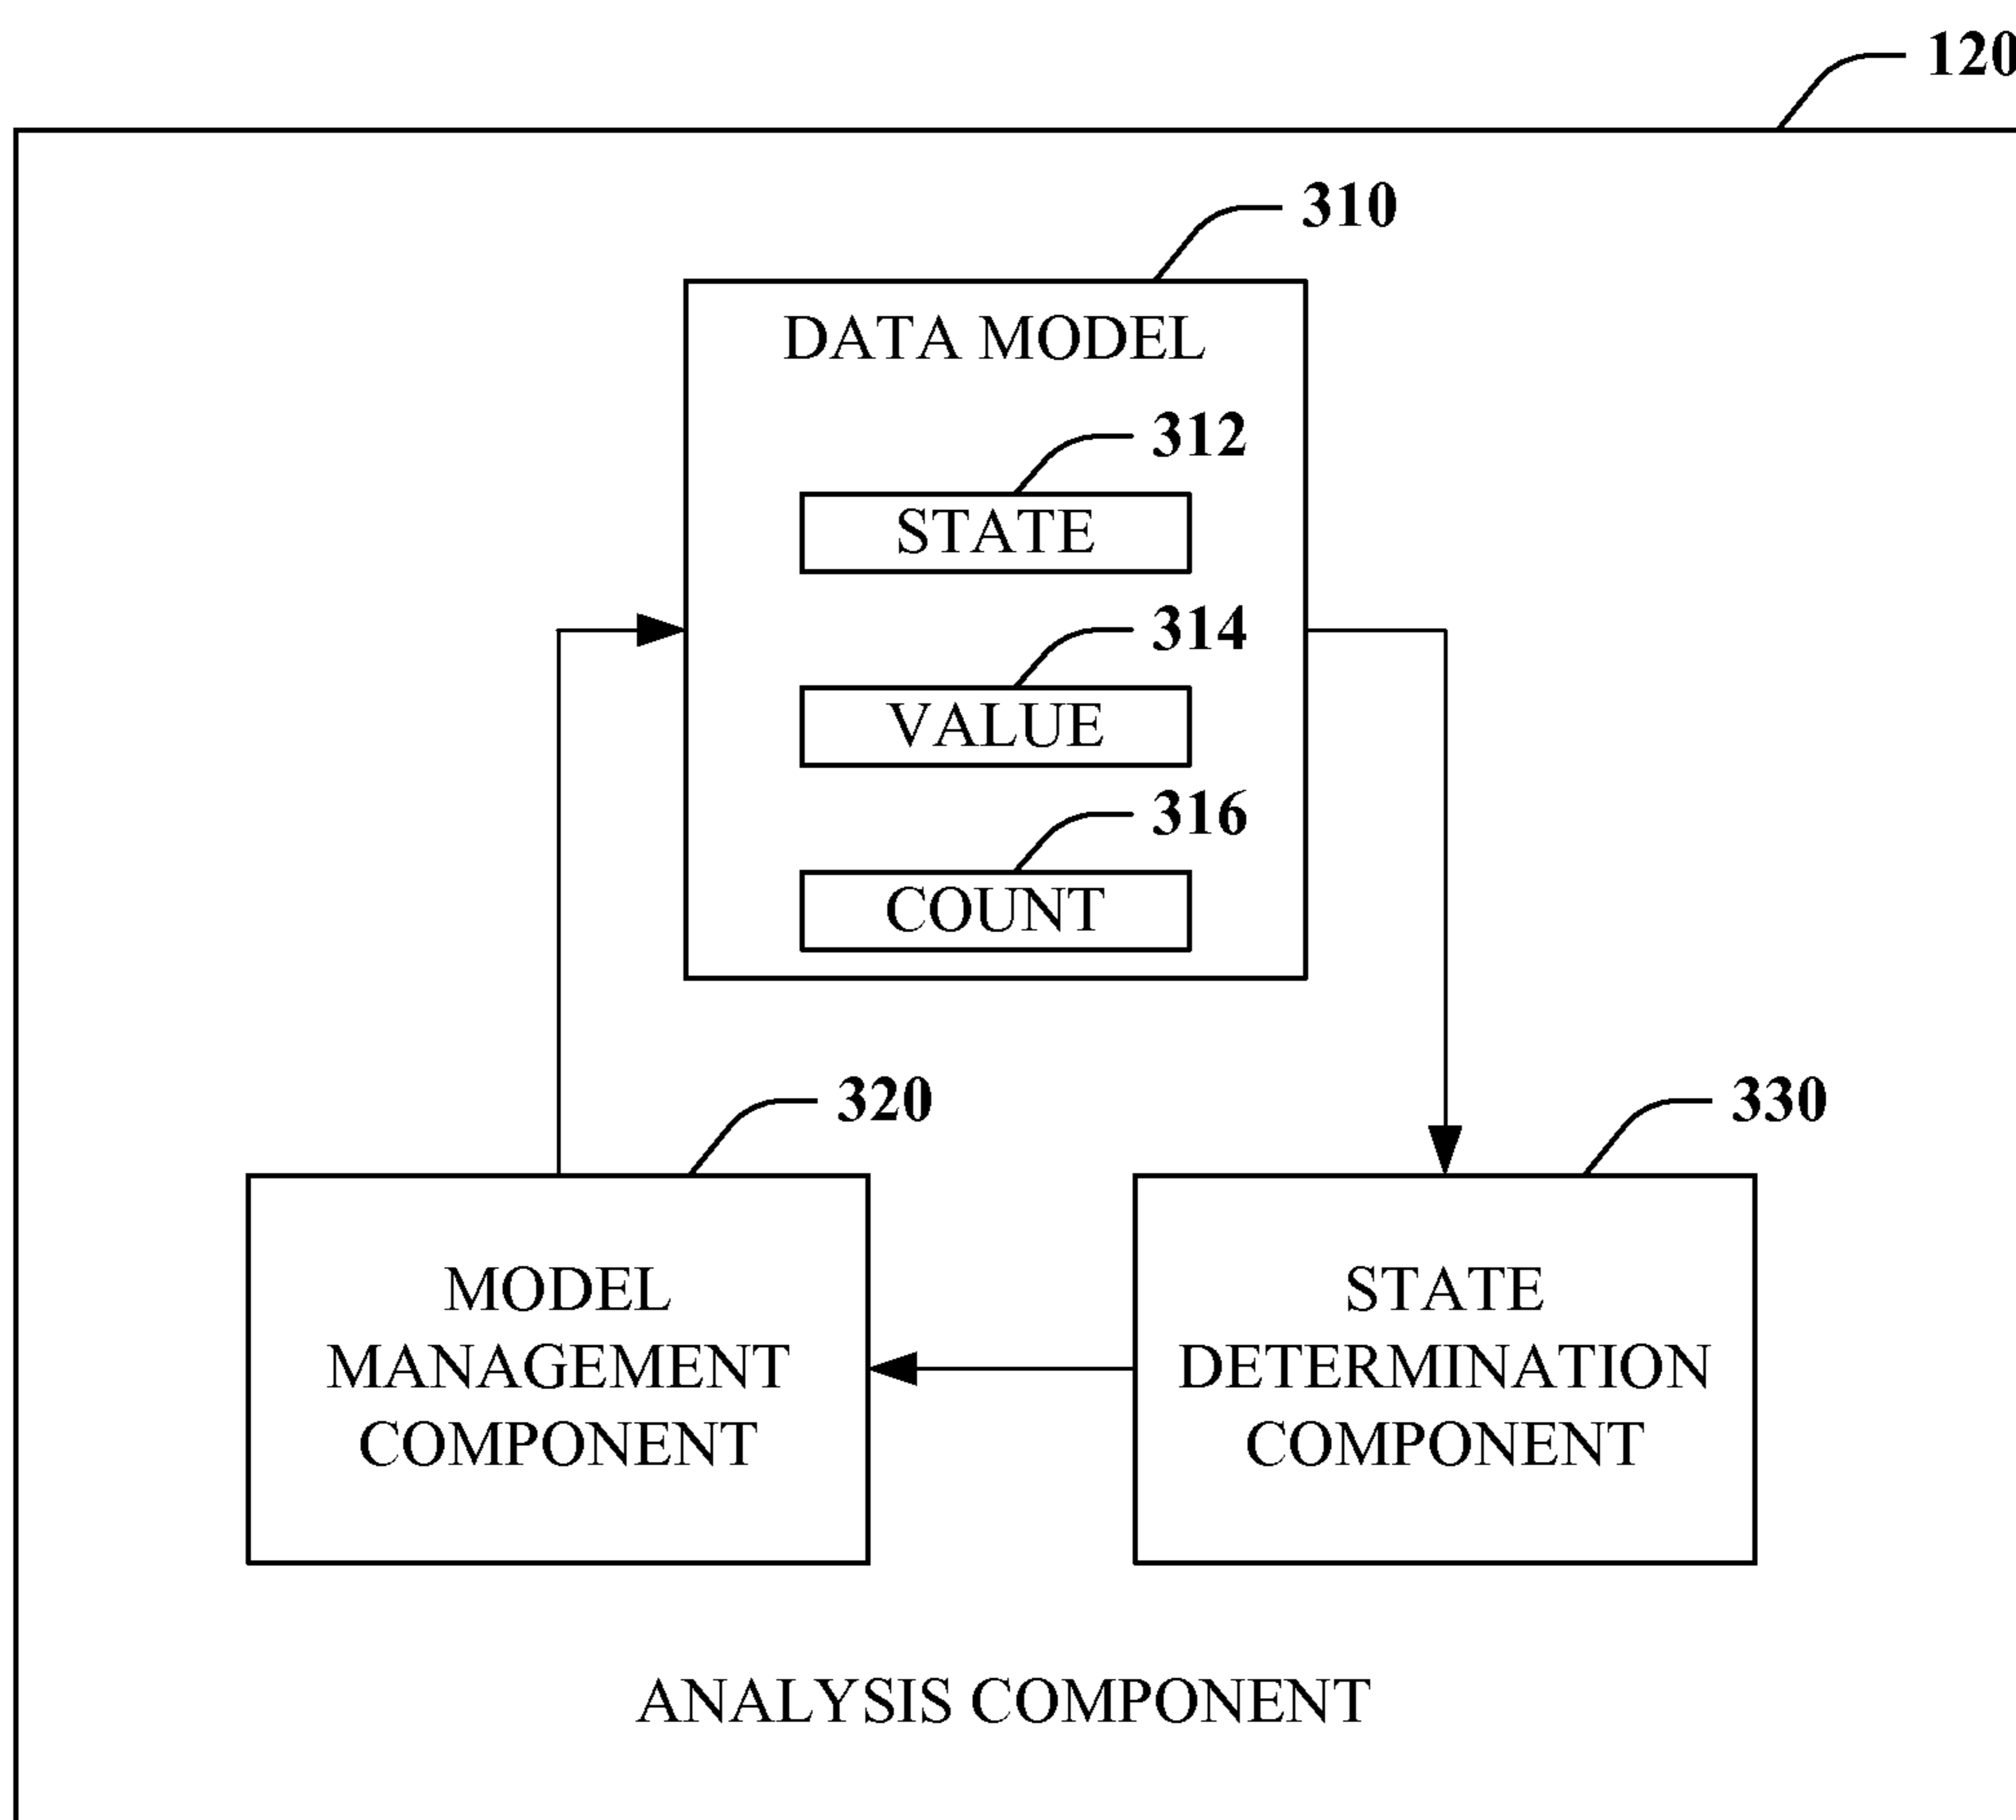 120
310
DATA MODEL
312
STATE
314
VALUE
316
COUNT
320
330
MODEL
MANAGEMENT
COMPONENT
STATE
DETERMINATION
COMPONENT
ANALYSIS COMPONENT